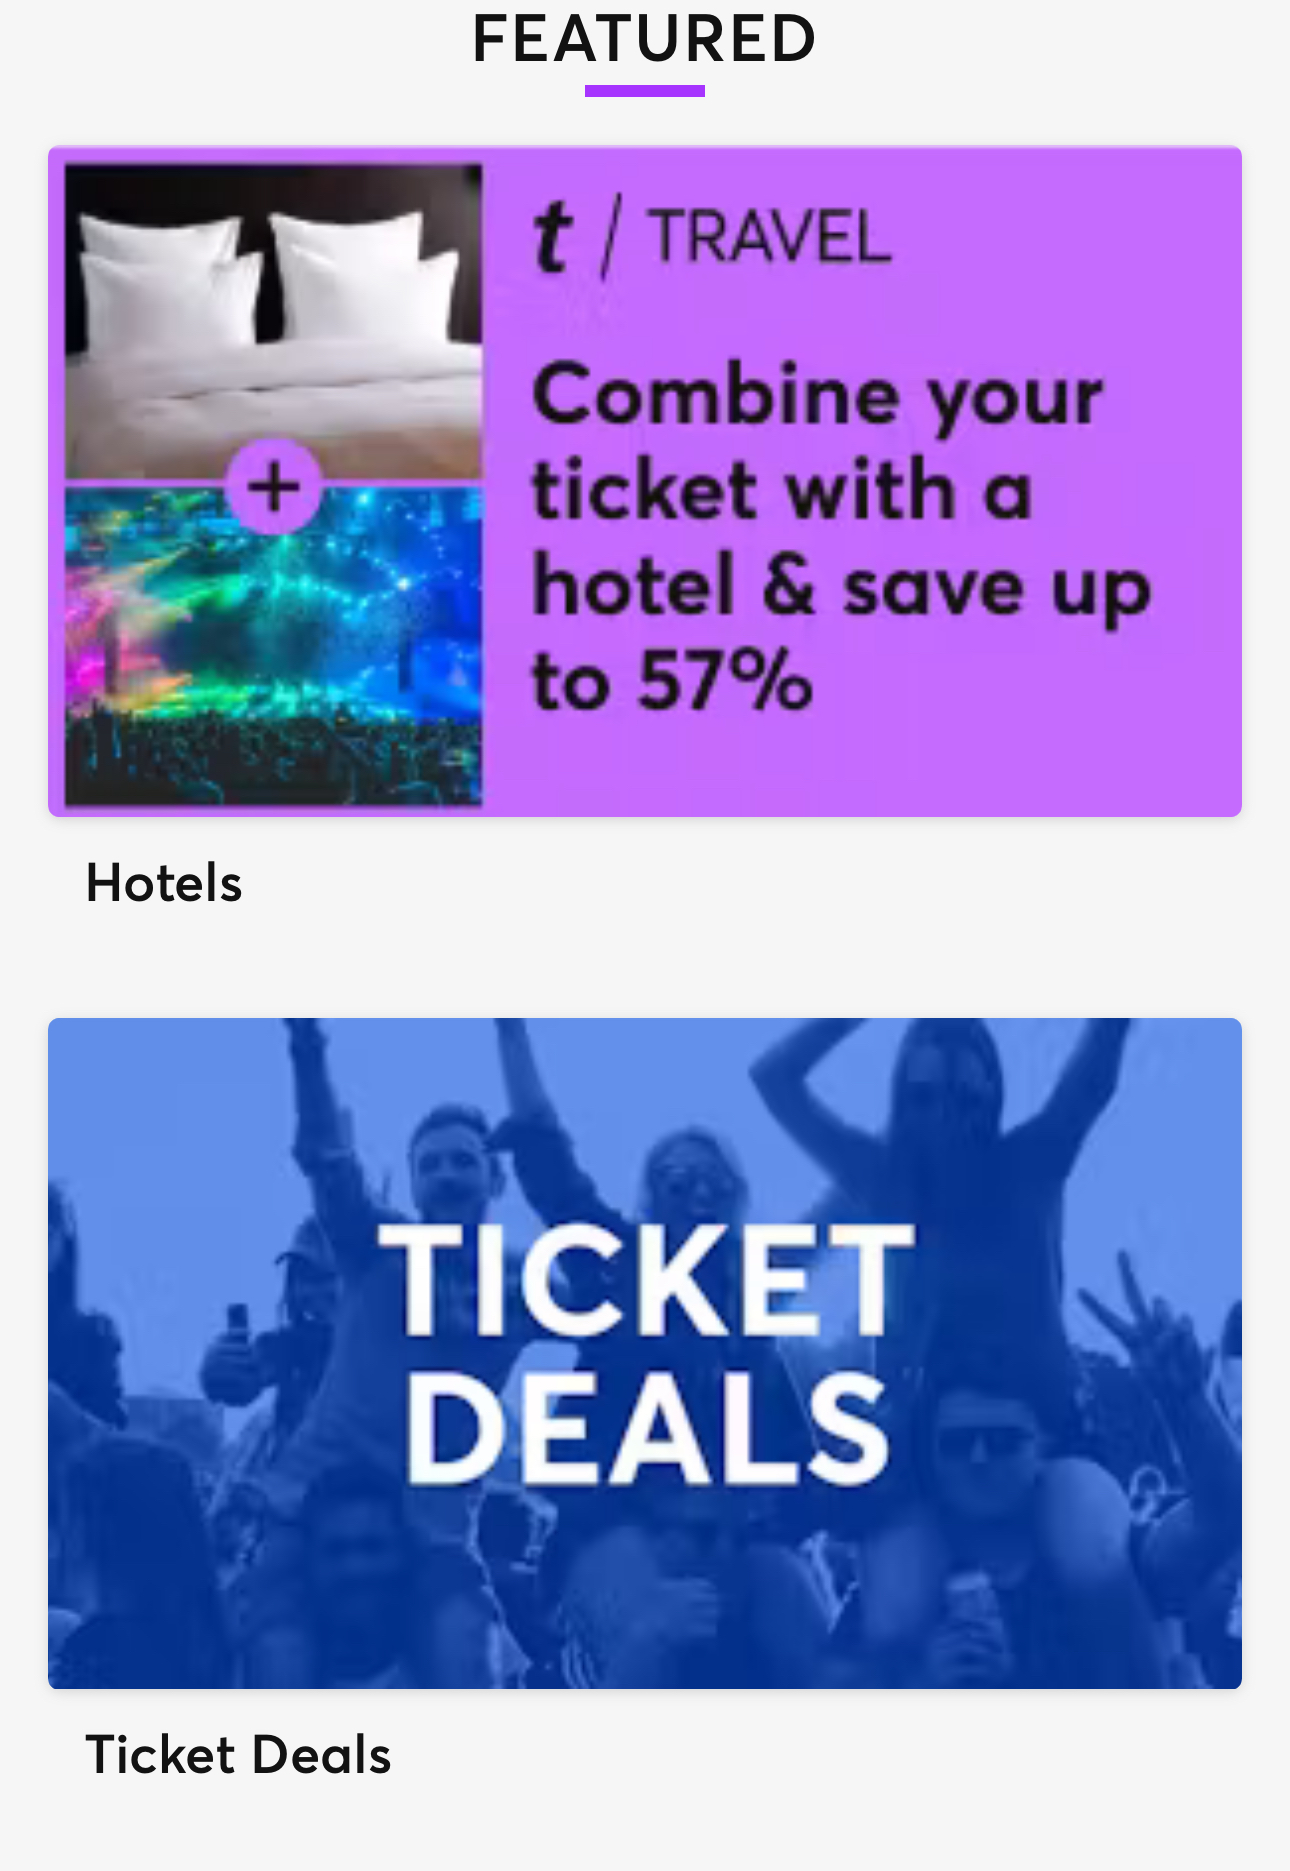 FEATURED
t / TRAVEL
Combine your
ticket with a
hotel & save up
to 57%
Hotels
TICKET
DEALS
Ticket Deals